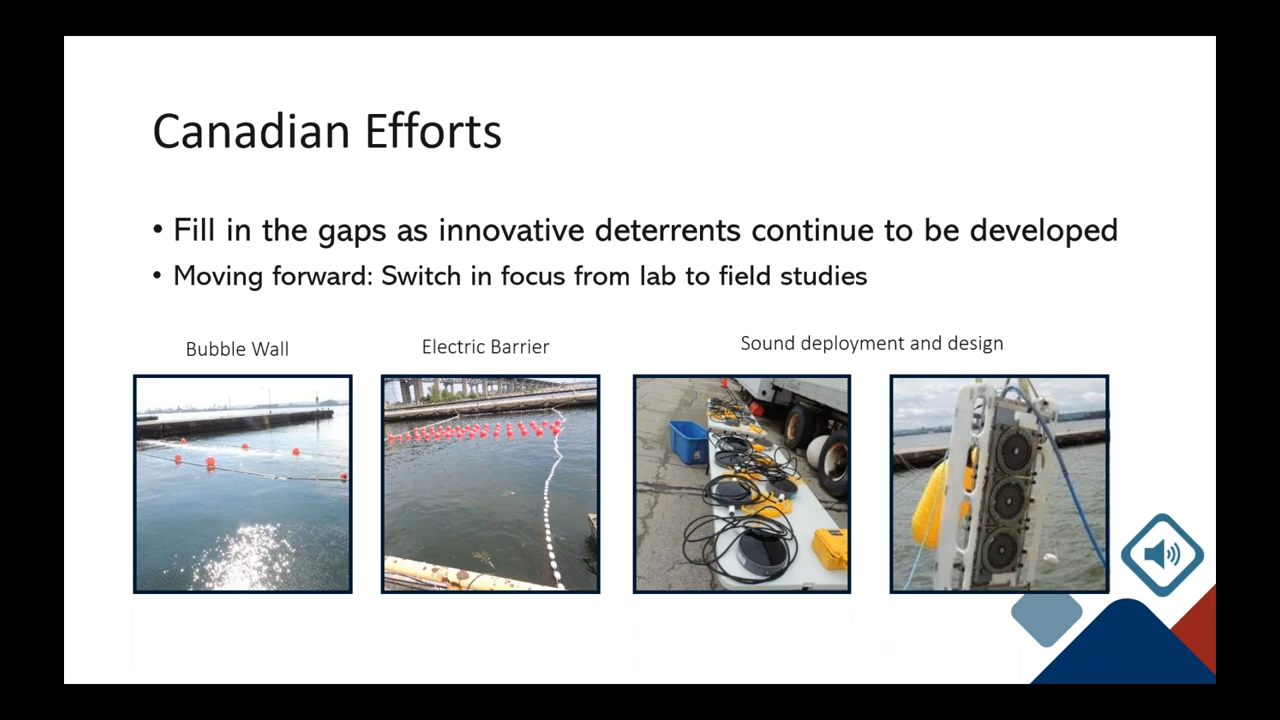 Canadian Efforts
• Fill in the gaps as innovative deterrents continue to be developed
• Moving forward: Switch in focus from lab to field studies
Bubble Wall
Electric Barrier
Sound deployment and design